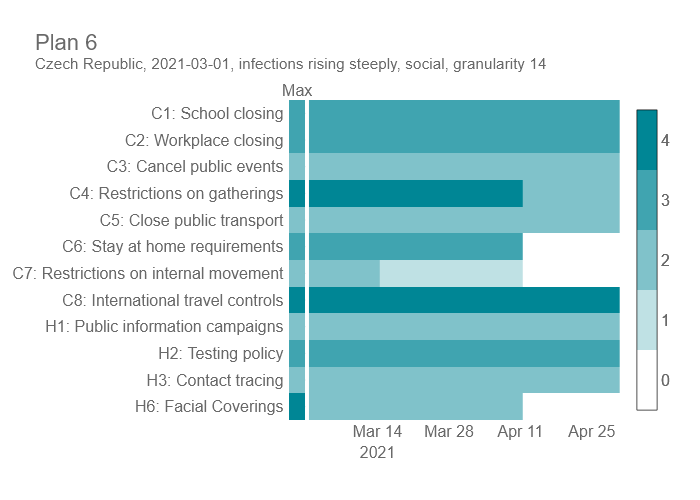 Plan 6
Czech Republic, 2021-03-01, infections rising steeply, social, granularity 14
Max
C1: School closing
C2: Workplace closing
C3: Cancel public events
C4: Restrictions on gatherings
C5: Close public transport
C6: Stay at home requirements
C7: Restrictions on internal movement
C8: International travel controls
H1: Public information campaigns
H2: Testing policy
H3: Contact tracing
H6: Facial Coverings
4
3
2
1
0
Mar 14 Mar 28 Apr 11 Apr 25
2021